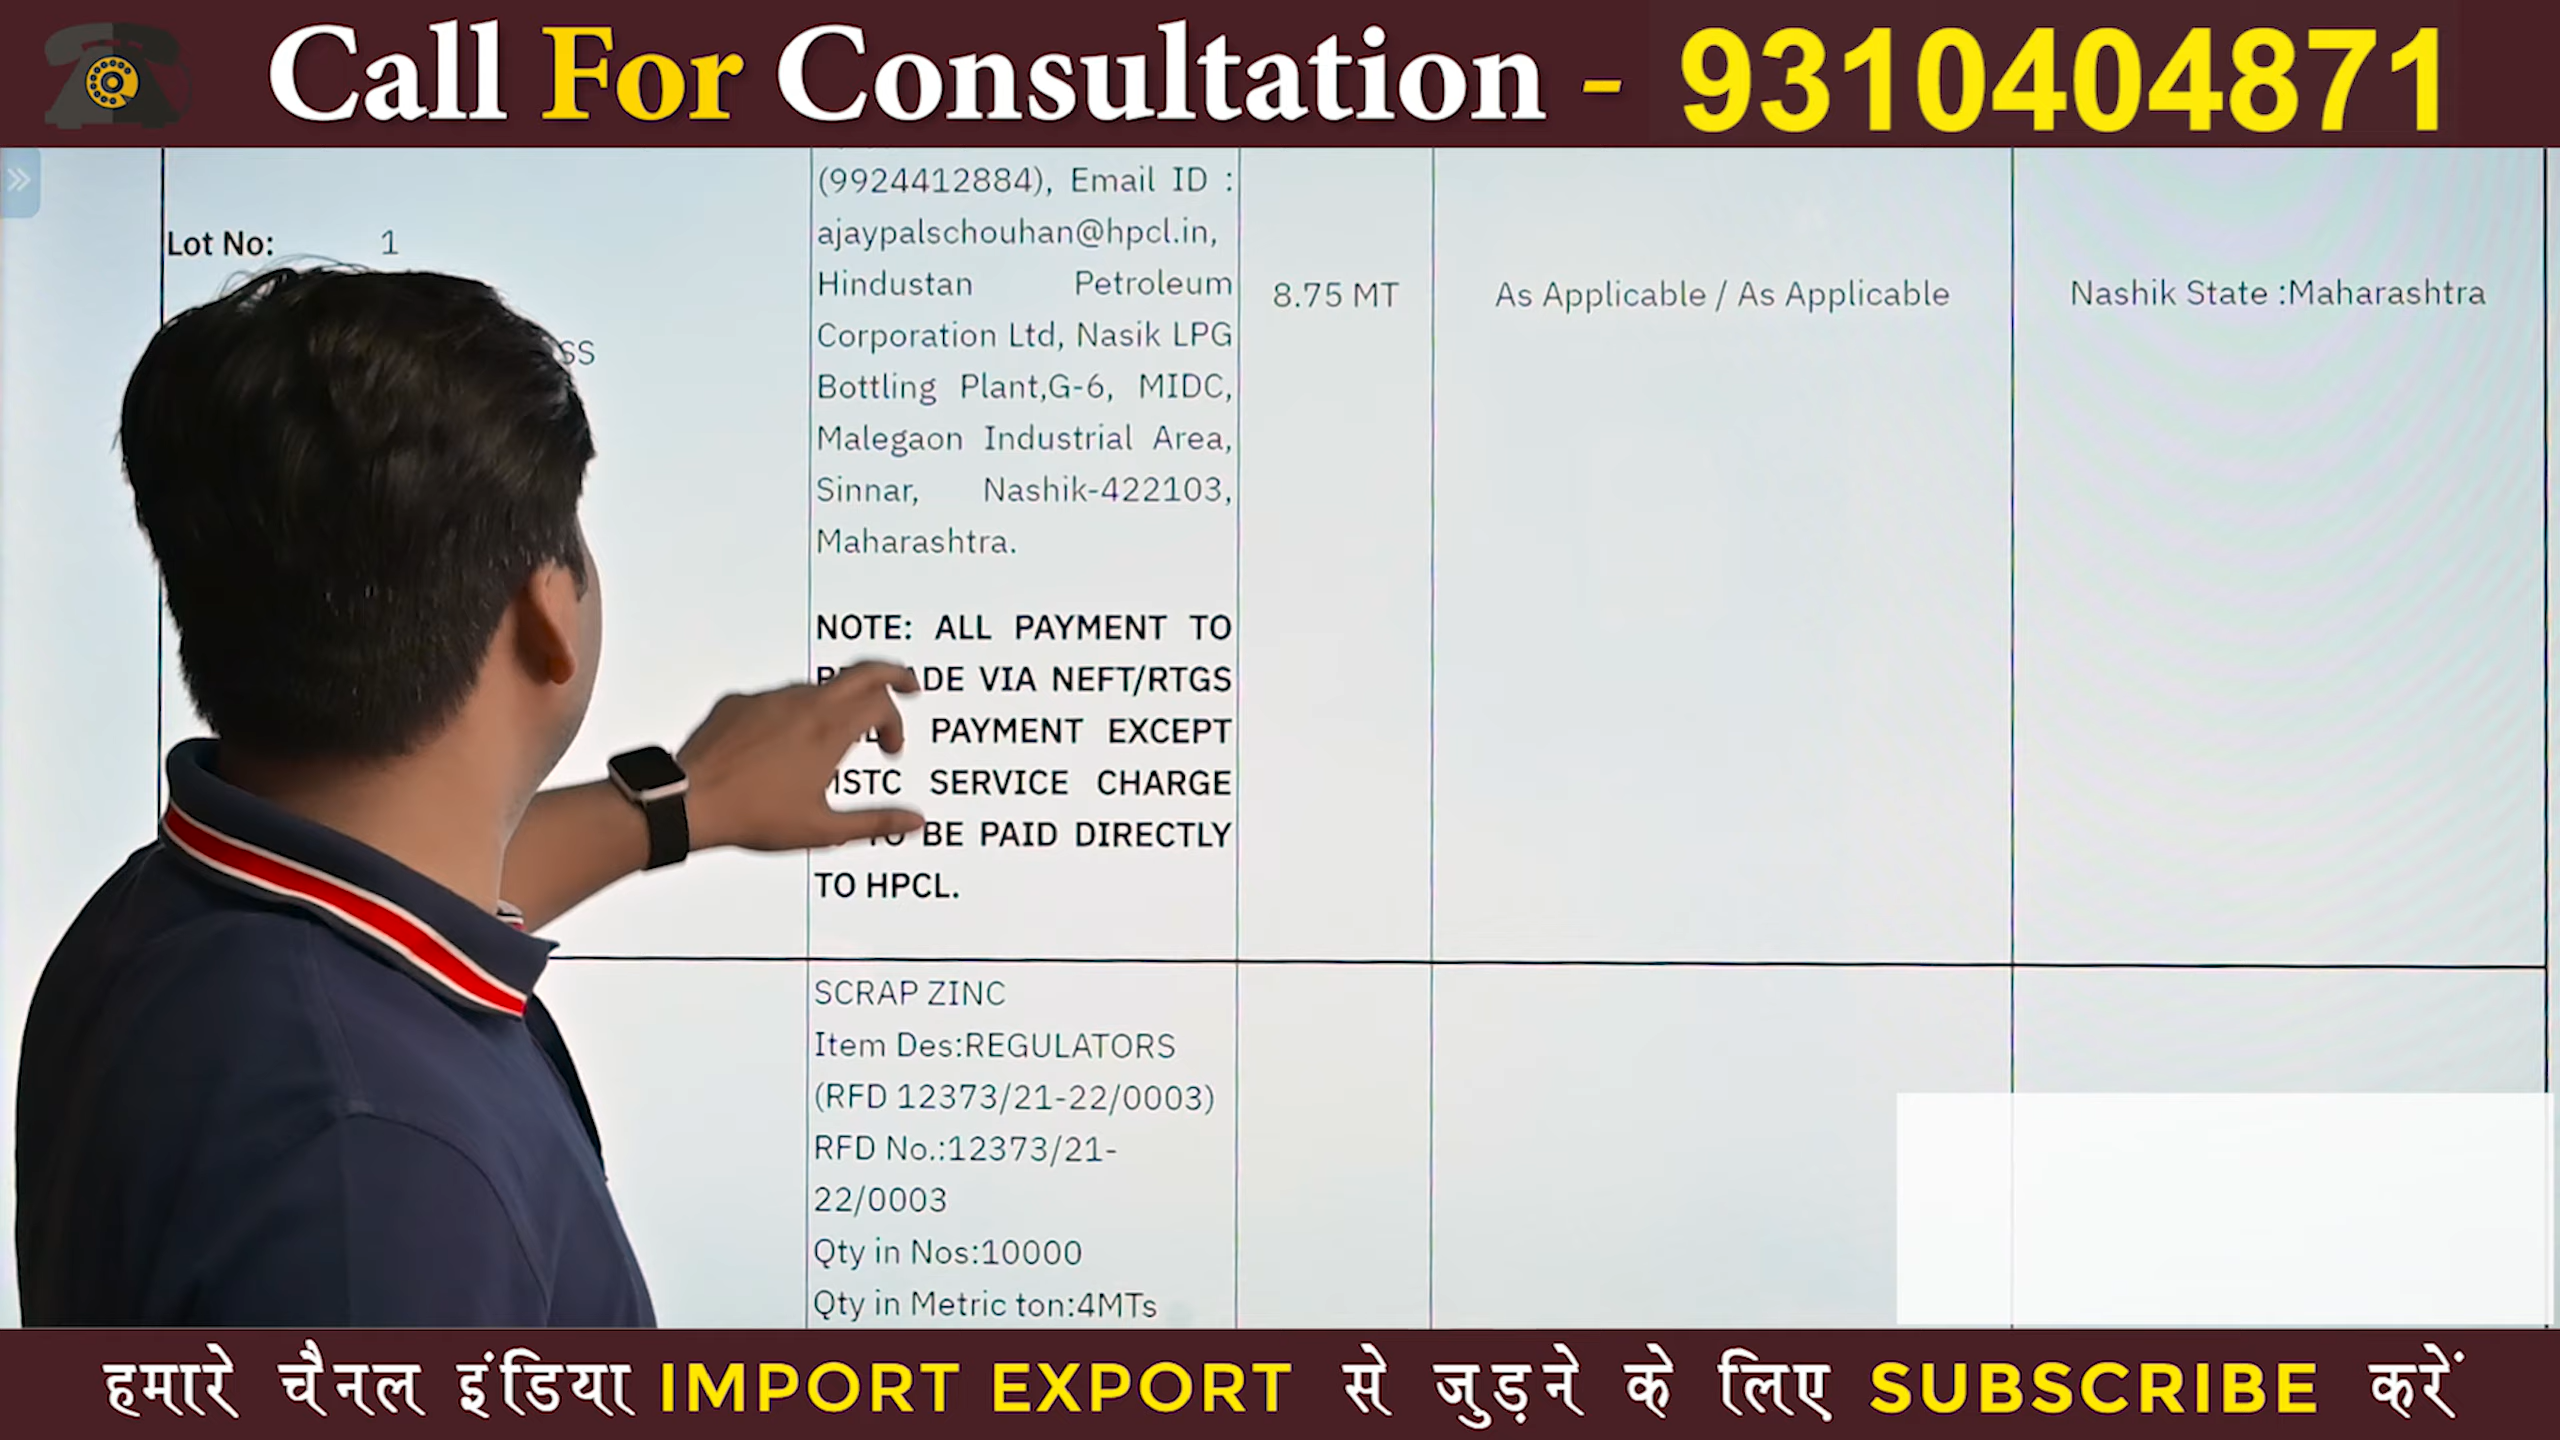 Call For Consultation - 9310404871
(9924412884), Email ID :
ajaypalschouhan@hpcl.in,
Lot No: 1
Hindustan Petroleum
8.75 MT
As Applicable / As Applicable
Nashik State :Maharashtra
Corporation Ltd, Nasik LPG
SS
Bottling Plant,G-6, MIDC,
Malegaon Industrial Area,
Sinnar, Nashik-422103,
Maharashtra.
NOTE: ALL PAYMENT TO
VIA NEFT/RTGS
PAYMENT EXCEPT
SERVICE CHARGE
TO BE PAID DIRECTLY
TO HPCL.
SCRAP ZINC
Item Des:REGULATORS
(RFD 12373/21-22/0003)
RFD No.:12373/21-
22/0003
Qty in Nos:10000
Qty in Metric ton:4MTs
हमारे चैनल इंडिया IMPORT EXPORT से जुड़ने के लिए SUBSCRIBE करें